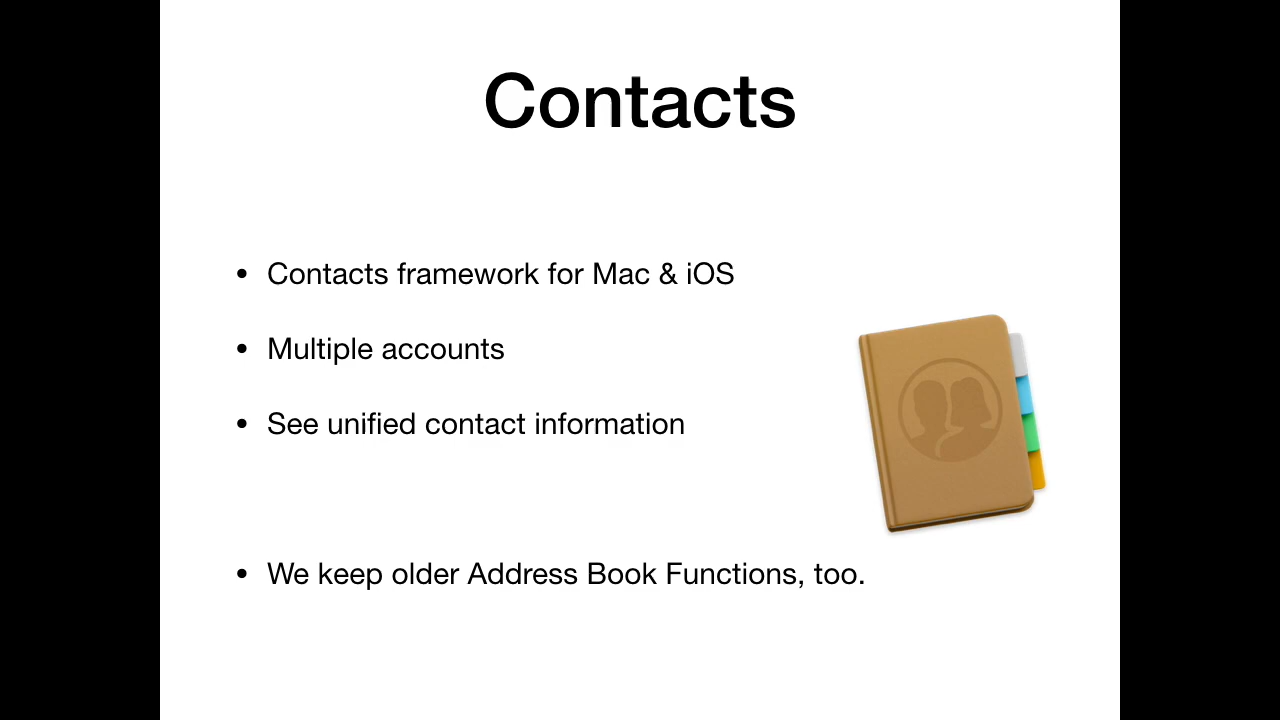 Contacts
• Contacts framework for Mac & iOS
• Multiple accounts
• See unified contact information
• We keep older Address Book Functions, too.